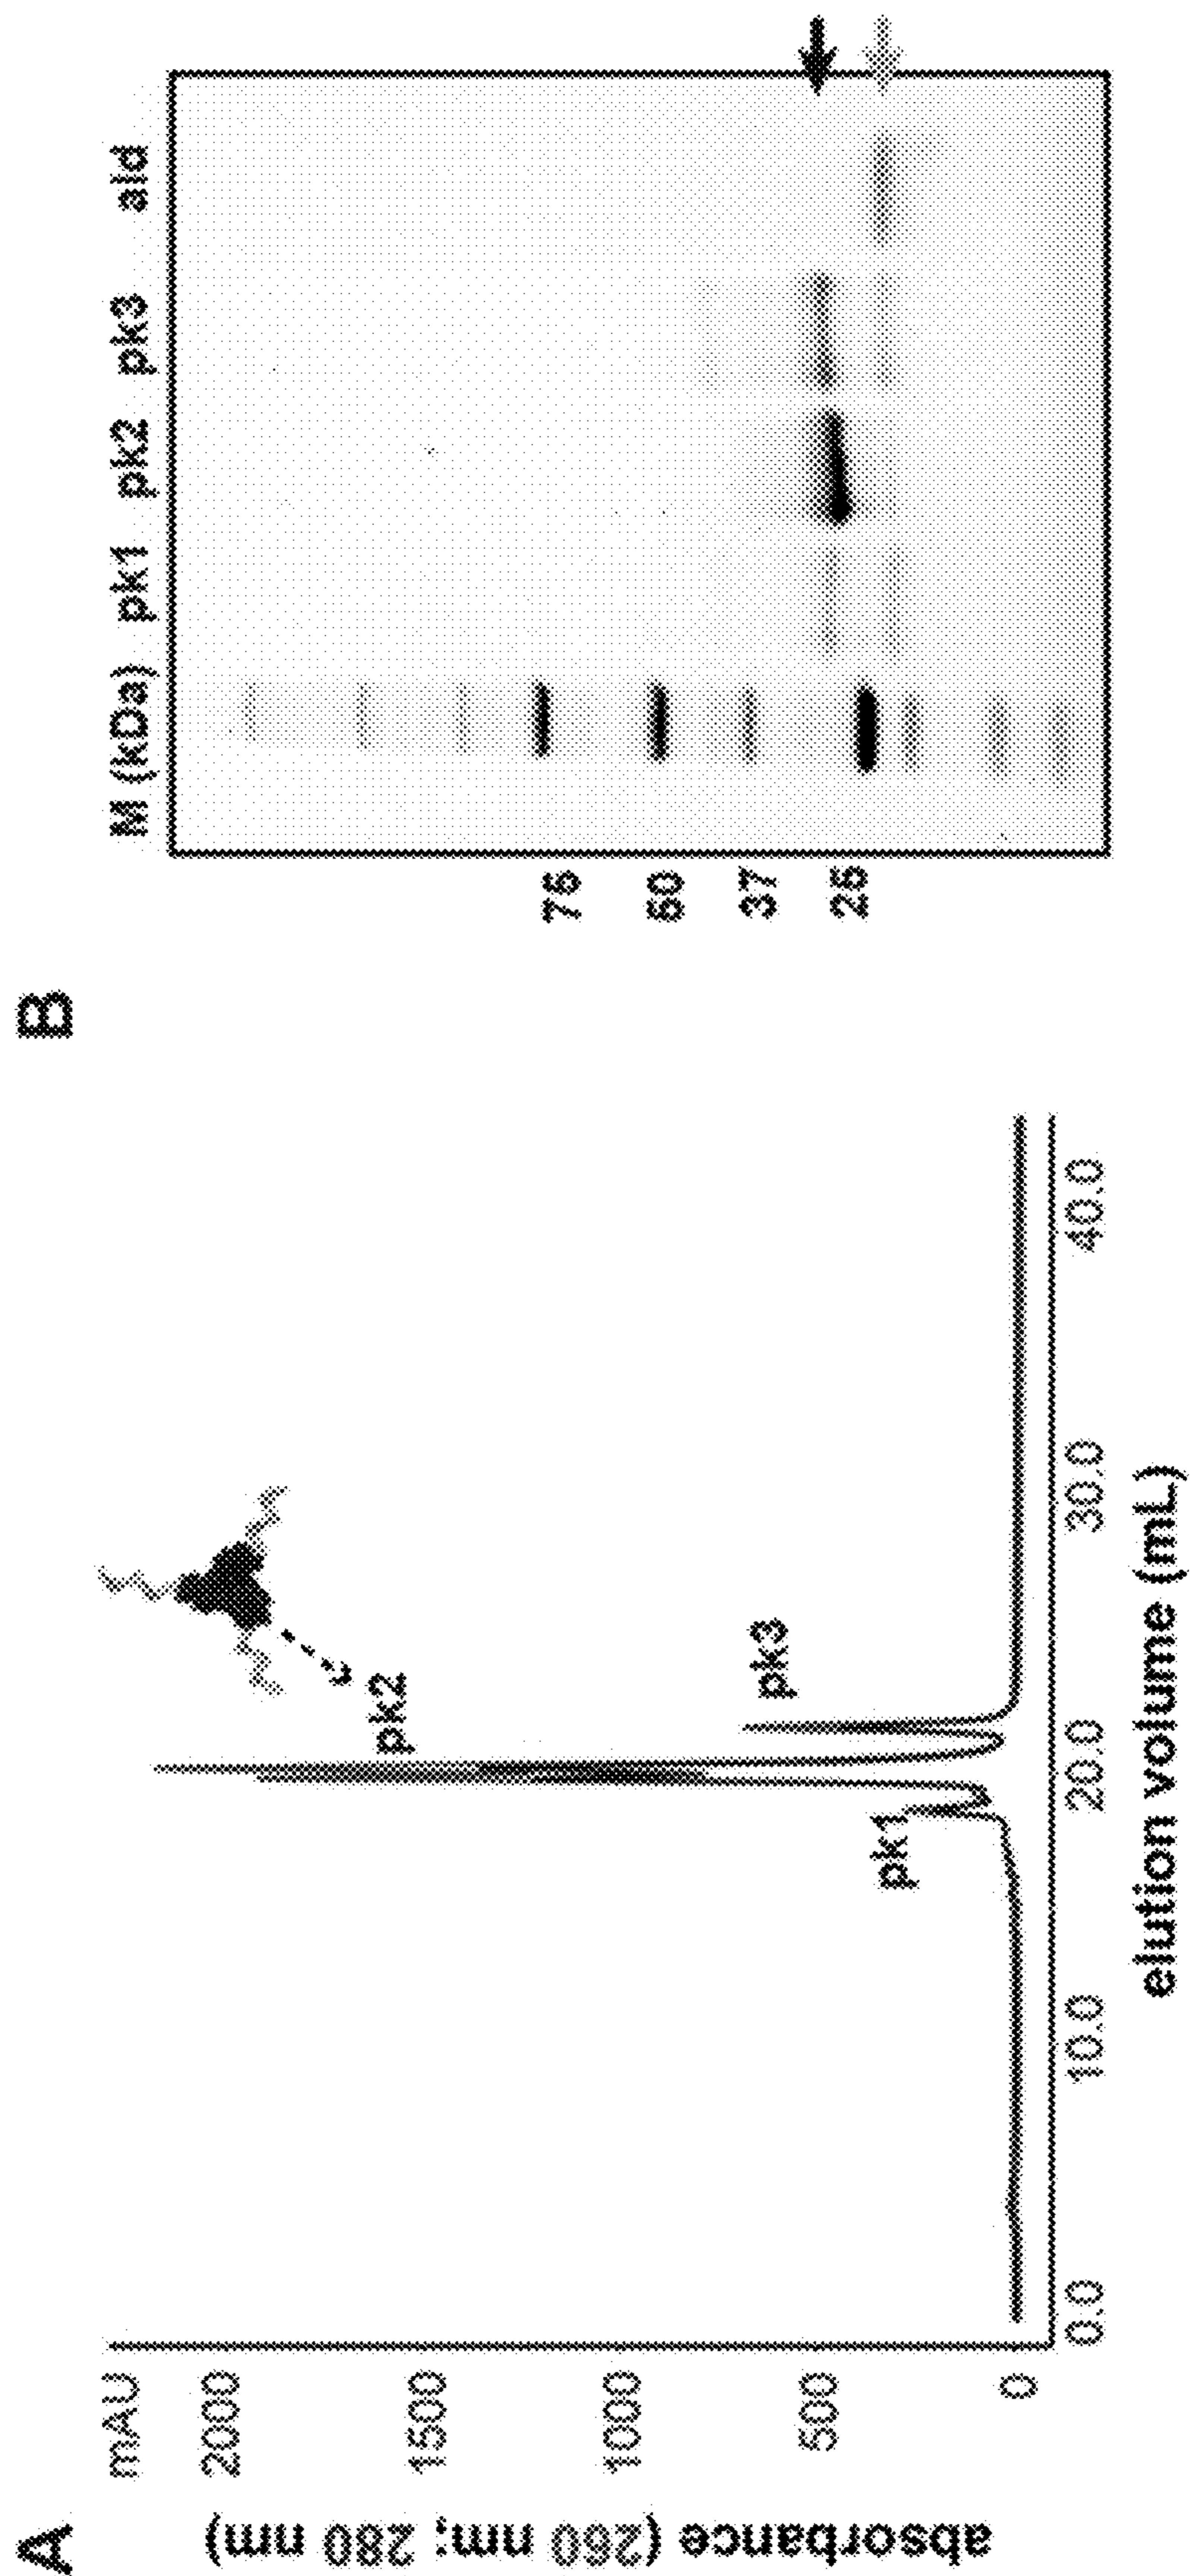 A
absorbance (260 nm; 280 nm)
mAU
2000
1500
1000
500
0
pk1
pk2
pk3
0.0
10.0
20.0
30.0
40.0
elution volume (mL)
B
M (kDa) pk1 pk2 pk3 ald
75
50
37
25